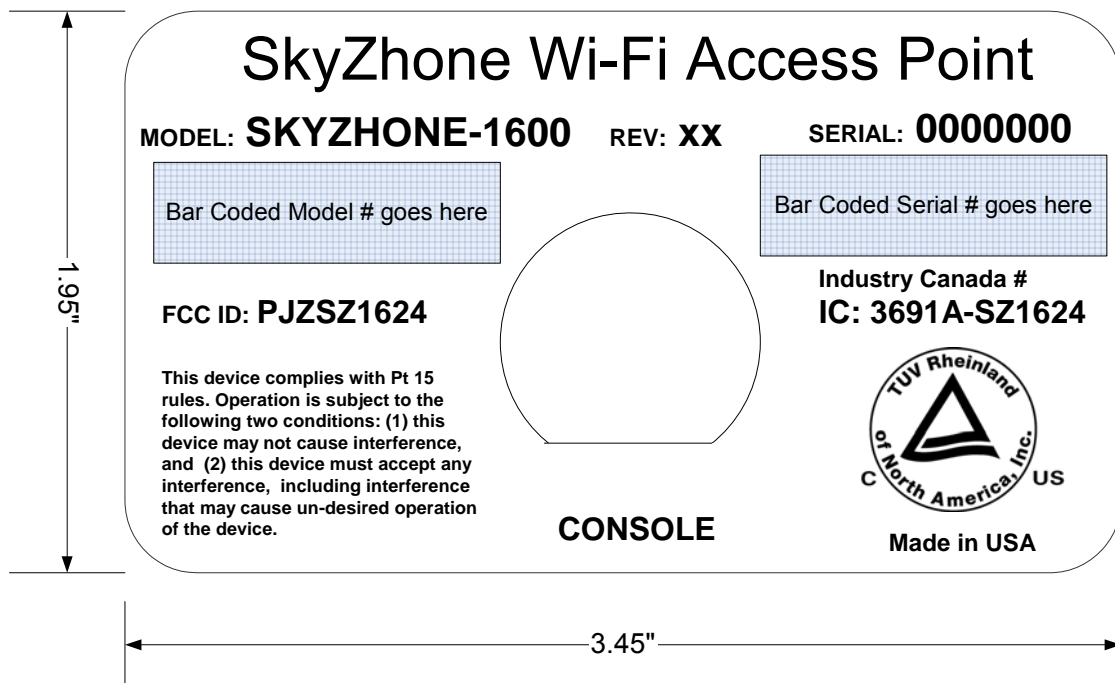 SkyZhone Wi-Fi Access Point
MODEL: SKYZHONE-1600 REV: XX SERIAL: 0000000
Bar Coded Model # goes here
Bar Coded Serial # goes here
1.95"
FCC ID: PJZSZ1624
Industry Canada #
IC: 3691A-SZ1624
This device complies with Pt 15
rules. Operation is subject to the
following two conditions: (1) this
device may not cause interference,
and (2) this device must accept any
interference, including interference
that may cause un-desired operation
of the device.
TUV Rheinland
of North America, Inc.
C US
CONSOLE
Made in USA
3.45"